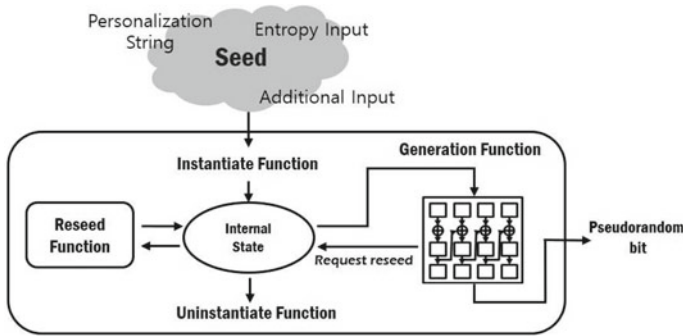 Personalization
String
Entropy Input
Seed
Additional Input
Instantiate Function
Generation Function
Reseed
Function
Internal
State
Request reseed
Pseudorandom
bit
Uninstantiate Function